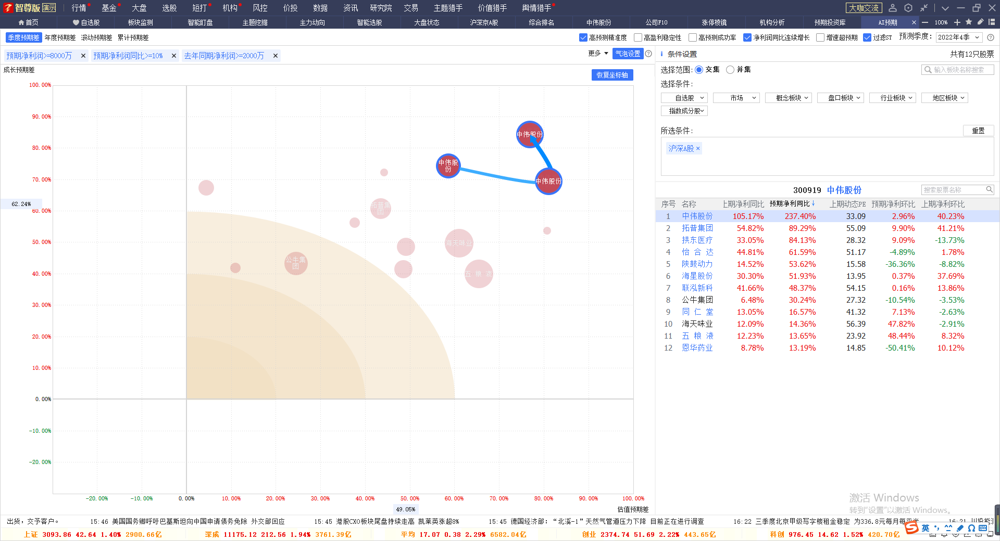 智尊版 演示 行情 基金 大盘 选股 短打 机构 风控 价投 数据 资讯 研究院 交易 主题猎手 价值猎手 舆情猎手 大咖交流
首页 自选股 板块监测 智能盯盘 主题挖掘 主力动向 智能选股 大盘状态 沪深京A股 综合排名 中伟股份 公司F10 涨停棱镜 机构分析 预期投资库 AI预期 100%
季度预期差 年度预期差 滚动预期差 累计预期差 高预测精准度 高盈利稳定性 高预测成功率 净利润同比连续增长 增速超预期 过滤ST 预测季度: 2022年4季
预期净利润>=8000万 预期净利润同比>=10% 去年同期净利润>=2000万 更多 气泡设置
成长预期差
恢复坐标轴
100.00%
90.00%
80.00%
70.00%
62.24%
60.00%
50.00%
40.00%
30.00%
20.00%
10.00%
0.00%
-10.00%
-20.00%
中伟股份
中伟股
份
中伟股份
拓普集
团
海天味业
公牛集
团
五 粮 液
-20.00% -10.00% 0.00% 10.00% 20.00% 30.00% 40.00% 50.00% 60.00% 70.00% 80.00% 90.00% 100.00%
49.05%
估值预期差
条件设置 共有12只股票
选择范围: 交集 并集 输入板块名称搜索
选择条件:
自选股 市场 概念板块 盘口板块 行业板块 地区板块
指数成分股
所选条件: 重置
沪深A股
300919 中伟股份 搜索股票名称
序号 名称 上期净利同比 预期净利同比↓ 上期动态PE 预期净利环比 上期净利环比
1 中伟股份 105.17% 237.40% 33.09 2.96% 40.23%
2 拓普集团 54.82% 89.29% 55.09 9.90% 41.21%
3 拱东医疗 33.05% 84.13% 28.32 9.09% -13.73%
4 怡 合 达 44.81% 61.59% 51.17 -4.89% 1.78%
5 陕鼓动力 14.52% 53.62% 15.58 -36.36% -8.82%
6 海星股份 30.30% 51.93% 13.95 0.37% 37.69%
7 联泓新科 41.66% 48.37% 54.15 0.16% 13.86%
8 公牛集团 6.48% 30.24% 27.32 -10.54% -3.53%
9 同 仁 堂 13.05% 16.57% 41.32 7.13% -2.63%
10 海天味业 12.09% 14.36% 56.39 47.82% -2.91%
11 五 粮 液 12.23% 13.65% 23.92 48.44% 8.32%
12 恩华药业 8.78% 13.19% 14.85 -50.41% 10.12%
激活 Windows
转到“设置”以激活 Windows。
出货，交予客户。 15:46 美国国务卿呼吁巴基斯坦向中国申请债务免除 外交部回应 15:45 港股CXO板块尾盘持续走高 凯莱英涨超8% 15:45 德国经济部：“北溪-1”天然气管道压力下降 目前正在进行调查 16:22 三季度北京甲级写字楼租金稳定 为336.8元每月每平米 16:21 川投能
上证 3093.86 42.64 1.40% 2900.66亿 深成 11175.12 212.56 1.94% 3761.39亿 平均 17.07 0.38 2.29% 6582.04亿 创业 2374.74 51.69 2.22% 443.65亿 科创 976.45 14.62 1.52% 420.70亿
英